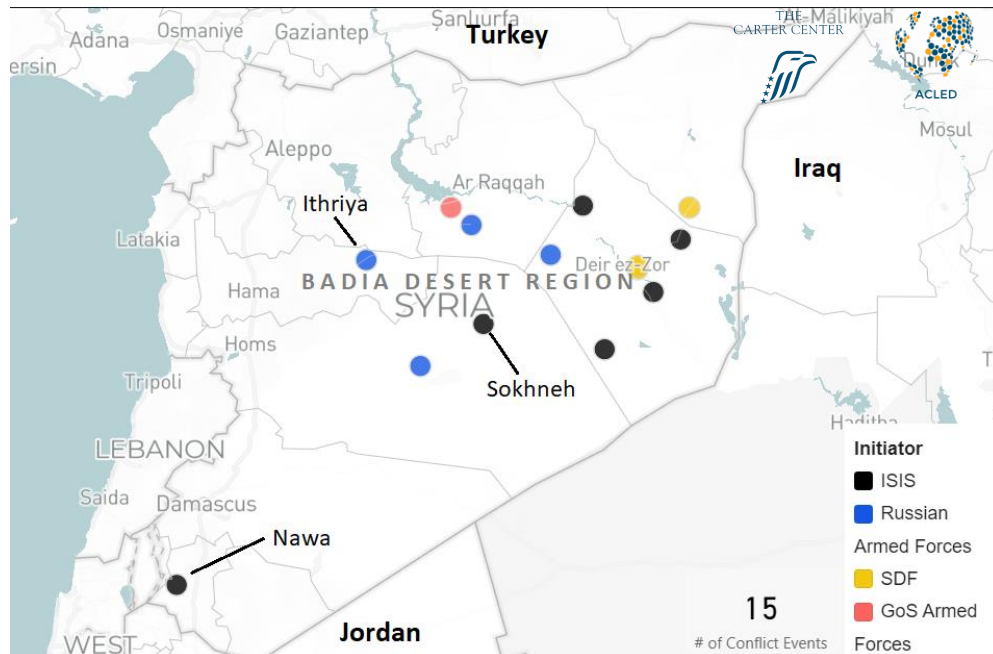 Adana
Osmaniye
Gaziantep
Şanlıurfa
Turkey
THE
CARTER CENTER
Al-Malikiyah
ersin
ACLED
Mosul
Aleppo
Ar Raqqah
Iraq
Ithriya
Latakia
Deir ez-Zor
BADIA DESERT REGION
Hama
SYRIA
Homs
Sokhneh
Tripoli
Haditha
LEBANON
Initiator
ISIS
Saida
Damascus
Russian
Nawa
Armed Forces
SDF
15
GoS Armed
Jordan
# of Conflict Events
Forces
WEST
T